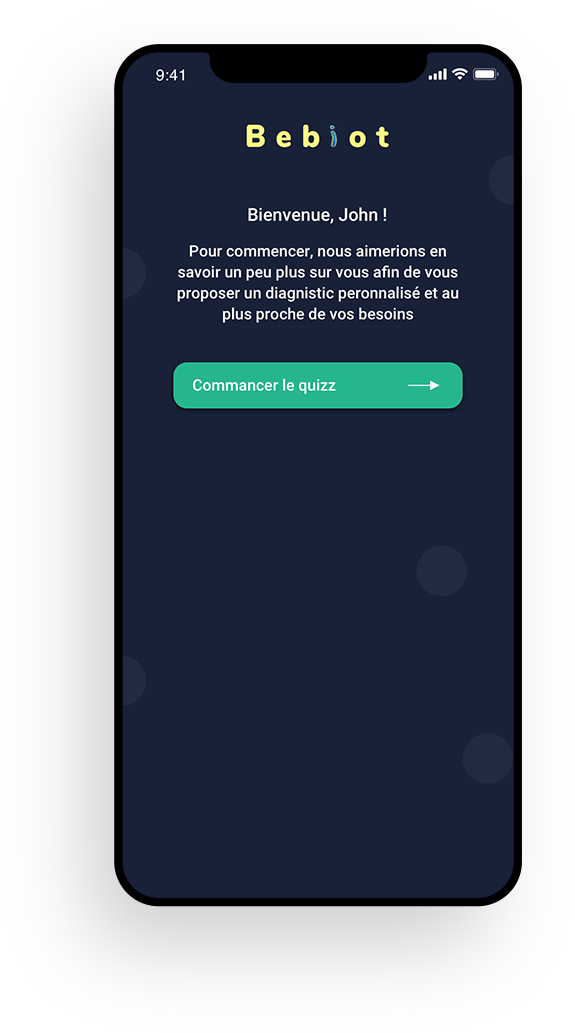 9:41
Bebiot
Bienvenue, John !
Pour commencer, nous aimerions en
savoir un peu plus sur vous afin de vous
proposer un diagnistic peronnalisé et au
plus proche de vos besoins
Commancer le quizz